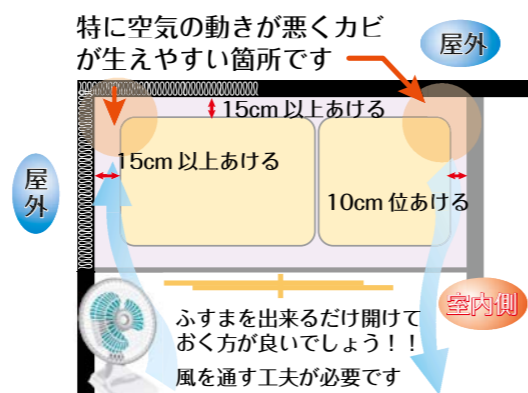 特に空気の動きが悪くカビ
が生えやすい箇所です
屋外
15cm 以上あける
15cm 以上あける
屋外
10cm 位あける
室内側
ふすまを出来るだけ開けて
おく方が良いでしょう！！
風を通す工夫が必要です